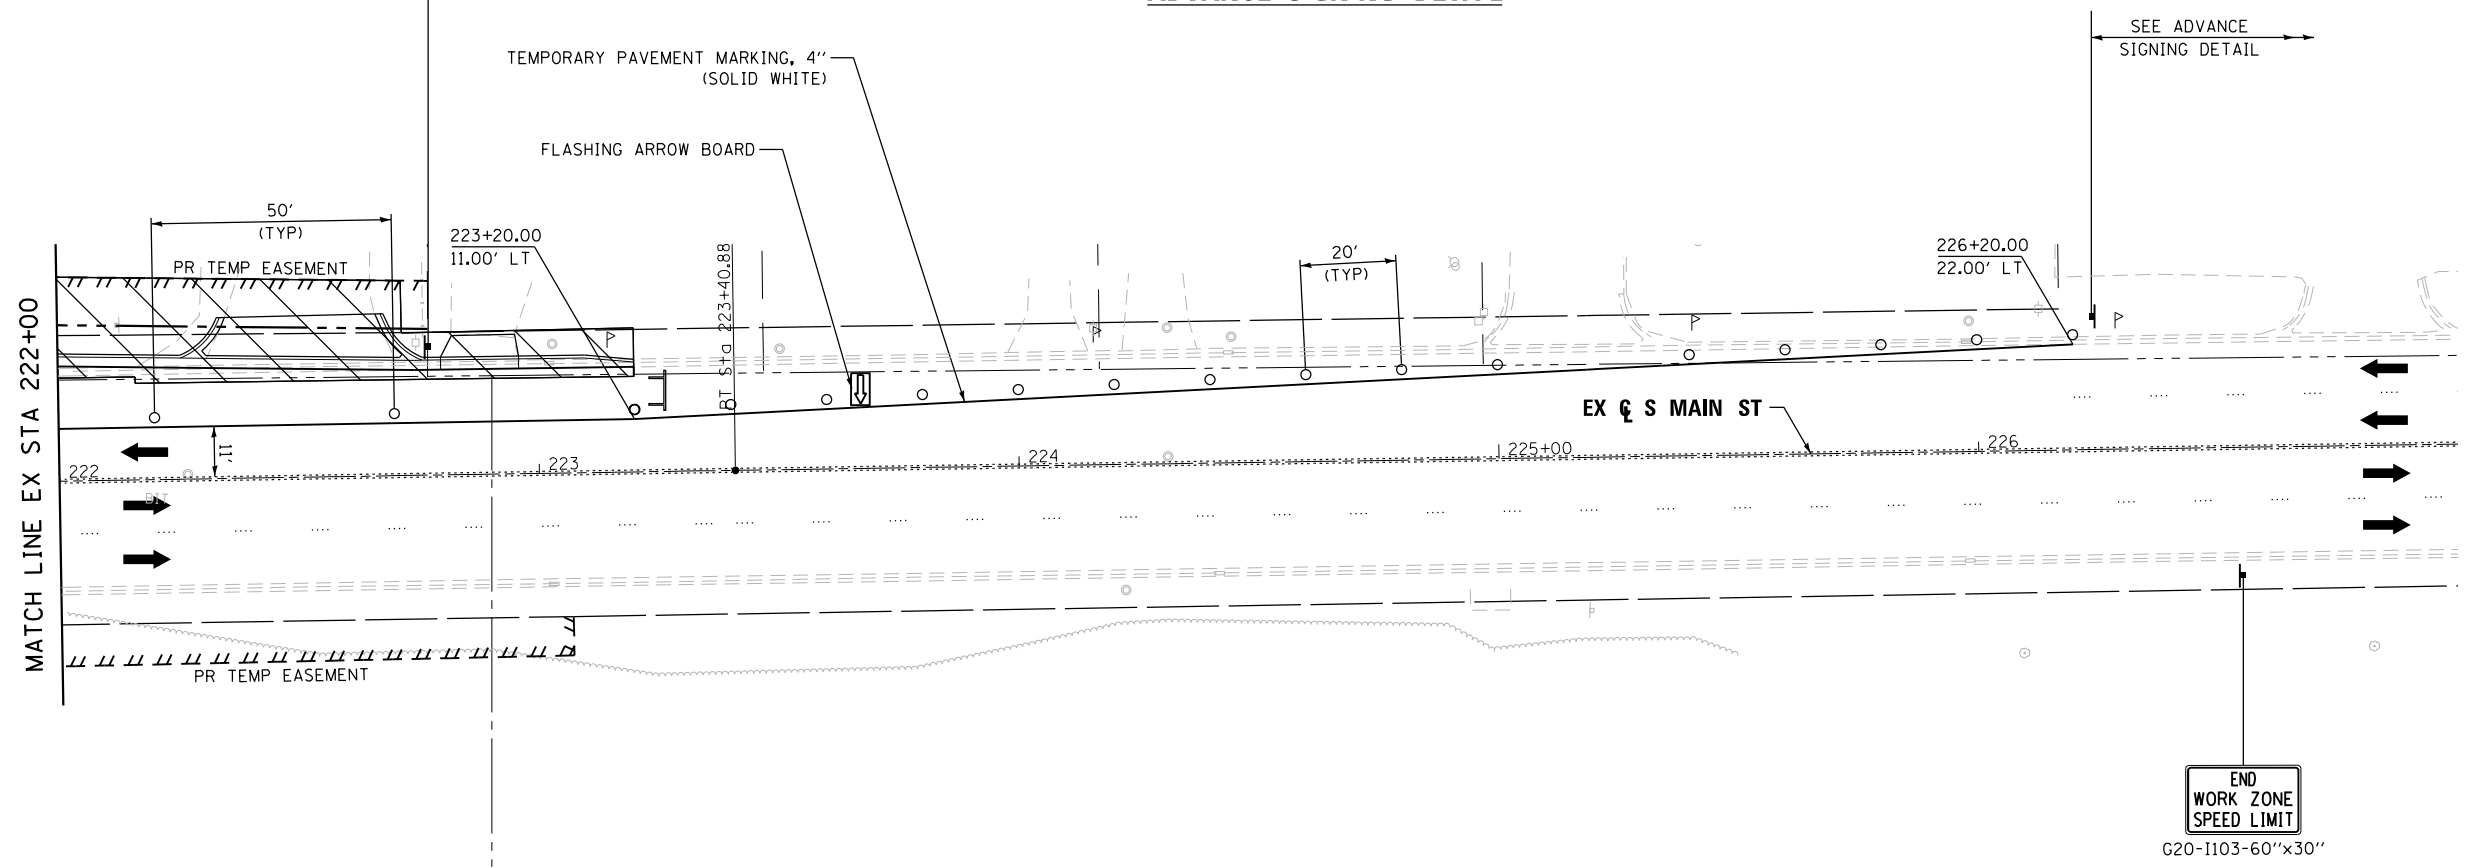 SEE ADVANCE
SIGNING DETAIL
TEMPORARY PAVEMENT MARKING, 4"
(SOLID WHITE)
FLASHING ARROW BOARD
50'
(TYP)
223+20.00
11.00' LT
PT Sta 223+40.88
20'
(TYP)
226+20.00
22.00' LT
PR TEMP EASEMENT
MATCH LINE EX STA 222+00
EX ℄ S MAIN ST
11'
222
223
224
225+00
226
BIT
PR TEMP EASEMENT
END
WORK ZONE
SPEED LIMIT
G20-I103-60"x30"